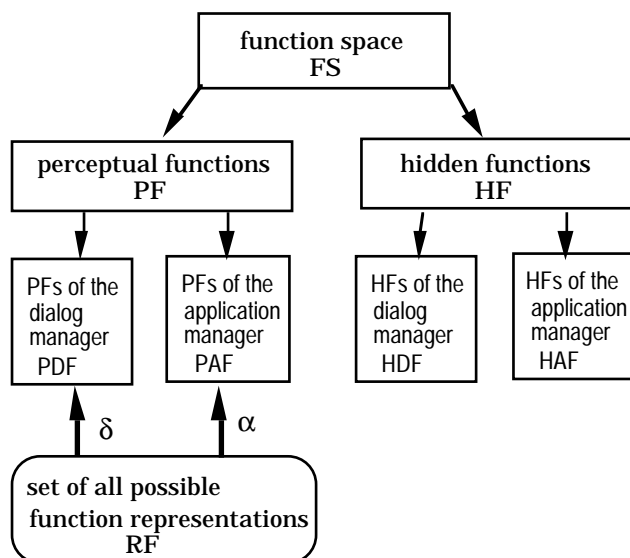 function space
FS
perceptual functions
PF
hidden functions
HF
PFs of the
dialog
manager
PDF
PFs of the
application
manager
PAF
HFs of the
dialog
manager
HDF
HFs of the
application
manager
HAF
δ
α
set of all possible
function representations
RF